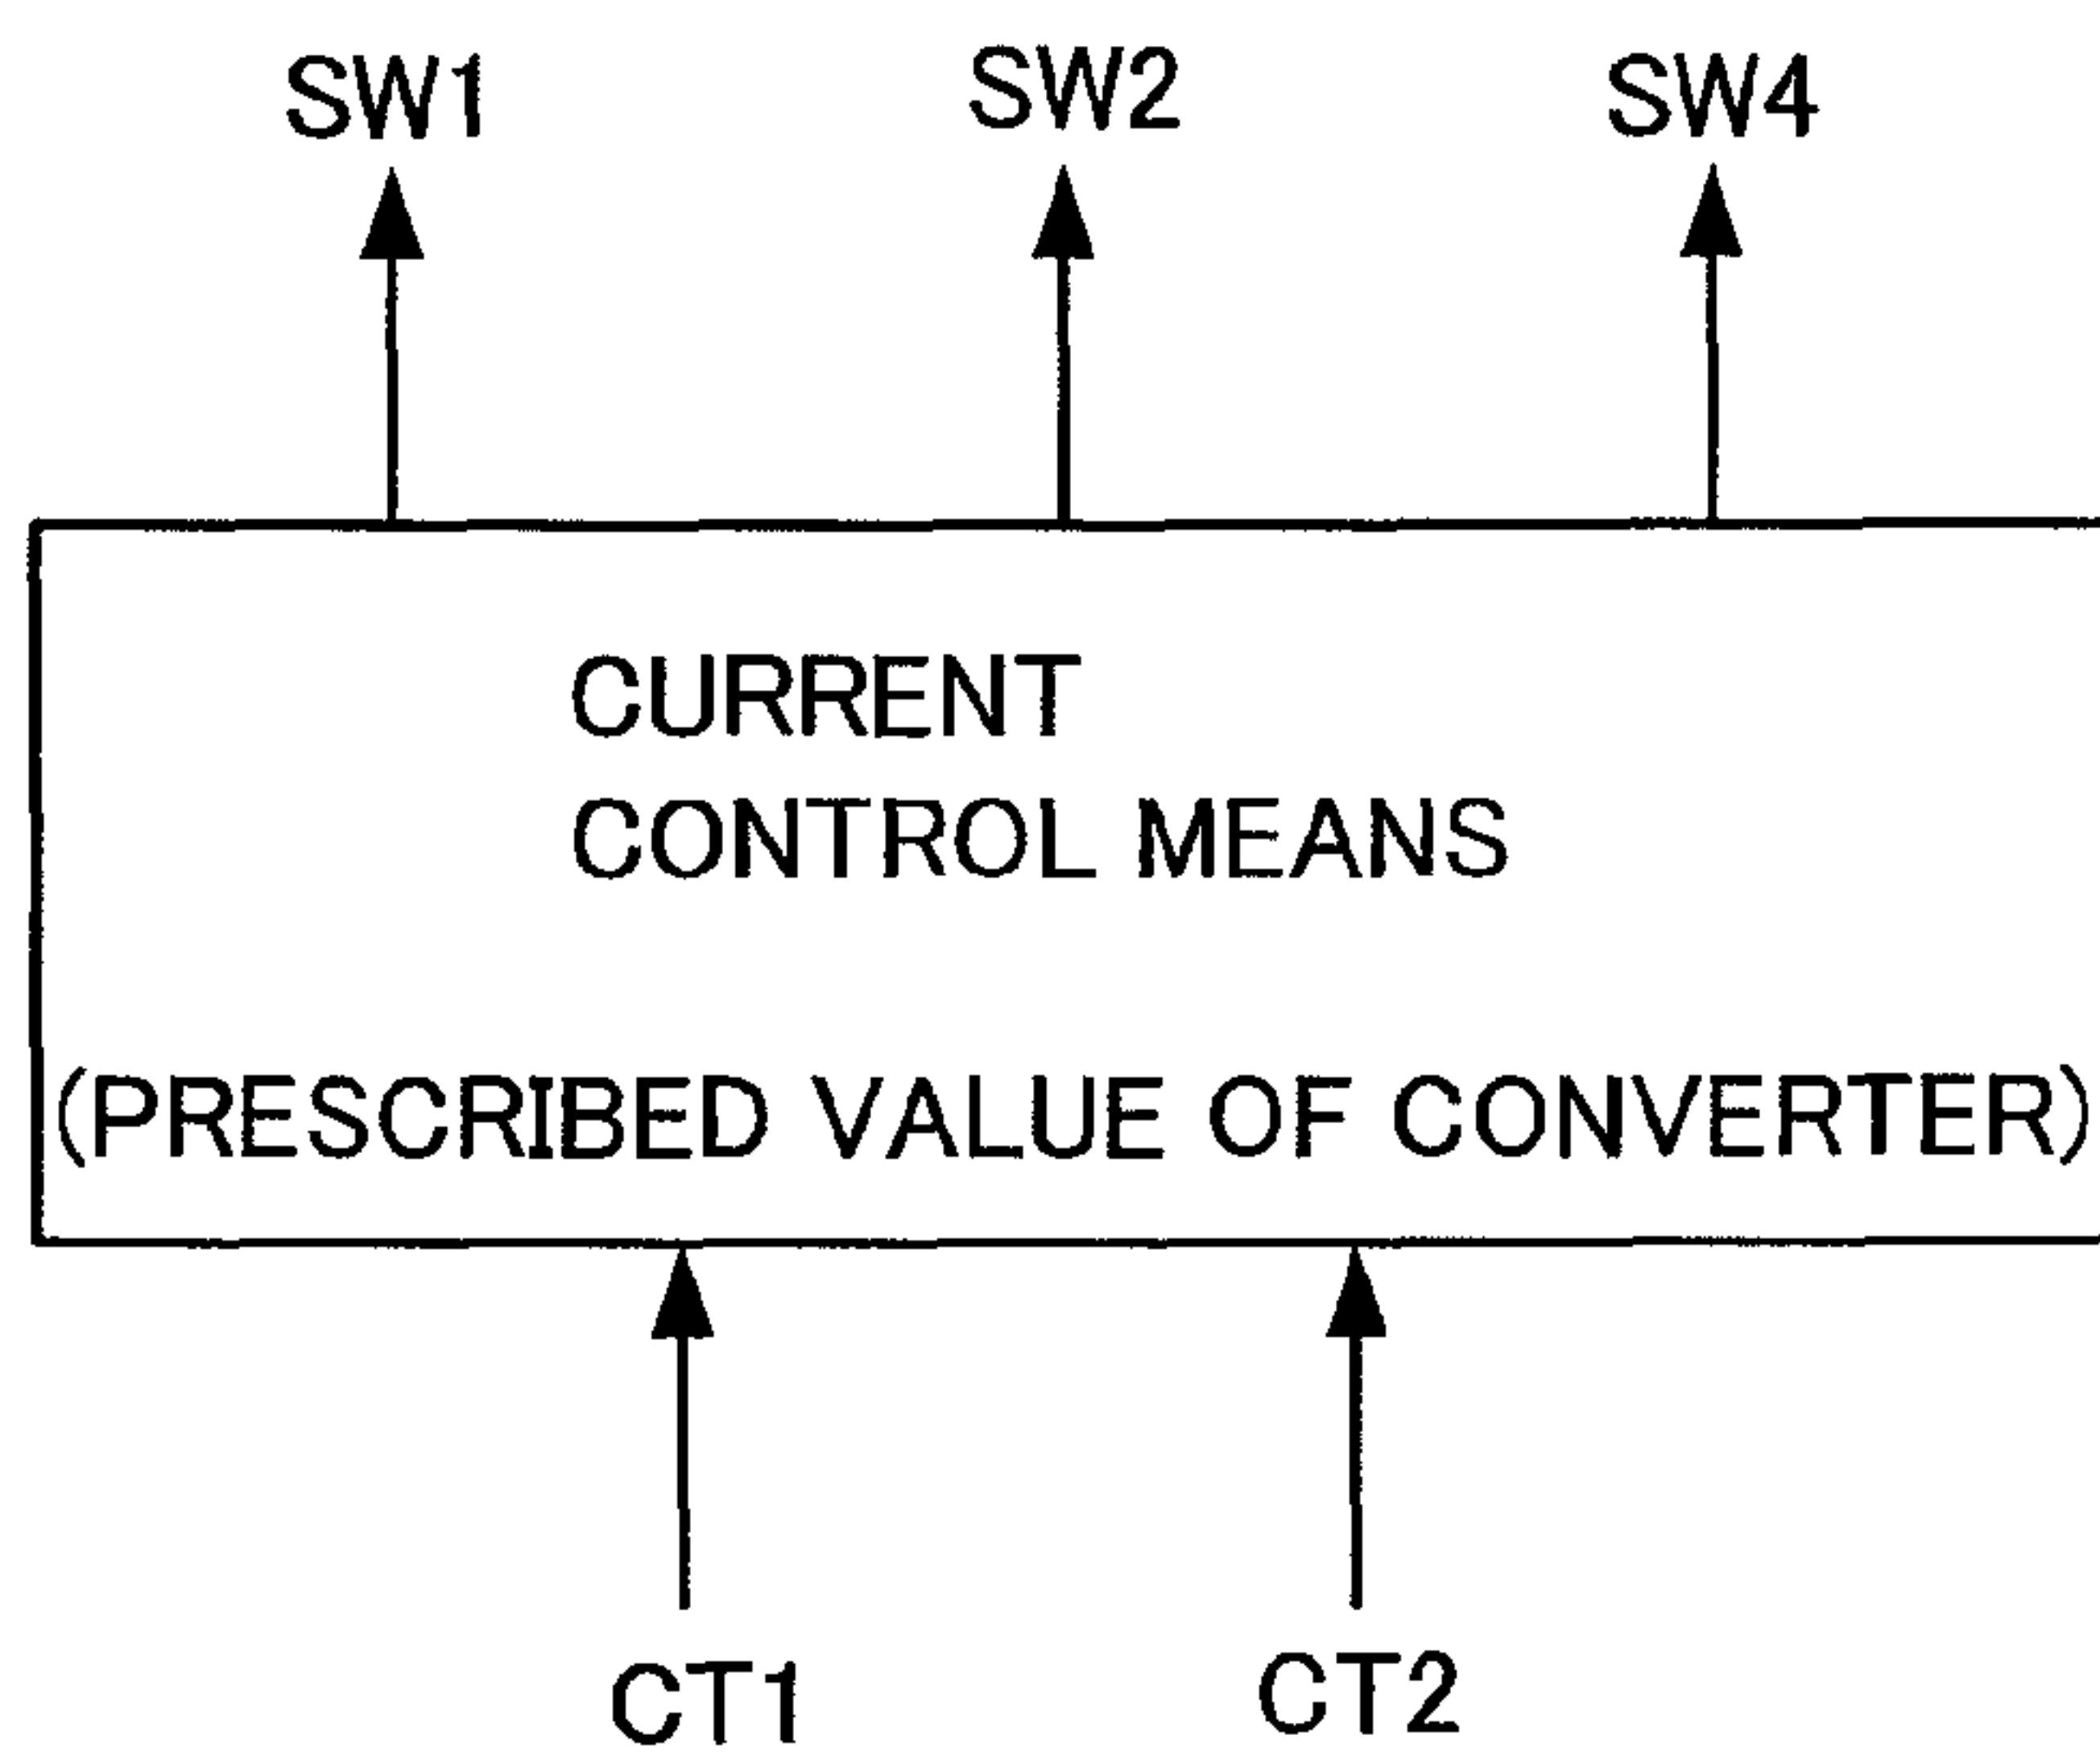 SW1 SW2 SW4
CURRENT
CONTROL MEANS
(PRESCRIBED VALUE OF CONVERTER)
CT1 CT2